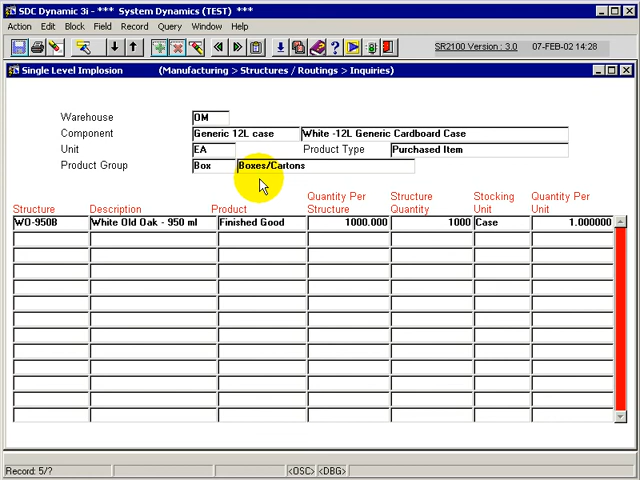 SDC Dynamic 3i - *** System Dynamics (TEST) ***
Action Edit Block Field Record Query Window Help
SR2100 Version : 3.0 07-FEB-02 14:28
Single Level Implosion (Manufacturing > Structures / Routings > Inquiries)
Warehouse OM
Component Generic 12L case White -12L Generic Cardboard Case
Unit EA Product Type Purchased Item
Product Group Box Boxes/Cartons
Quantity Per Structure Stocking Quantity Per
Structure Description Product Structure Quantity Unit Unit
WO-950B White Old Oak - 950 ml Finished Good 1000.000 1000 Case 1.000000
Record: 5/? <OSC> <DBG>